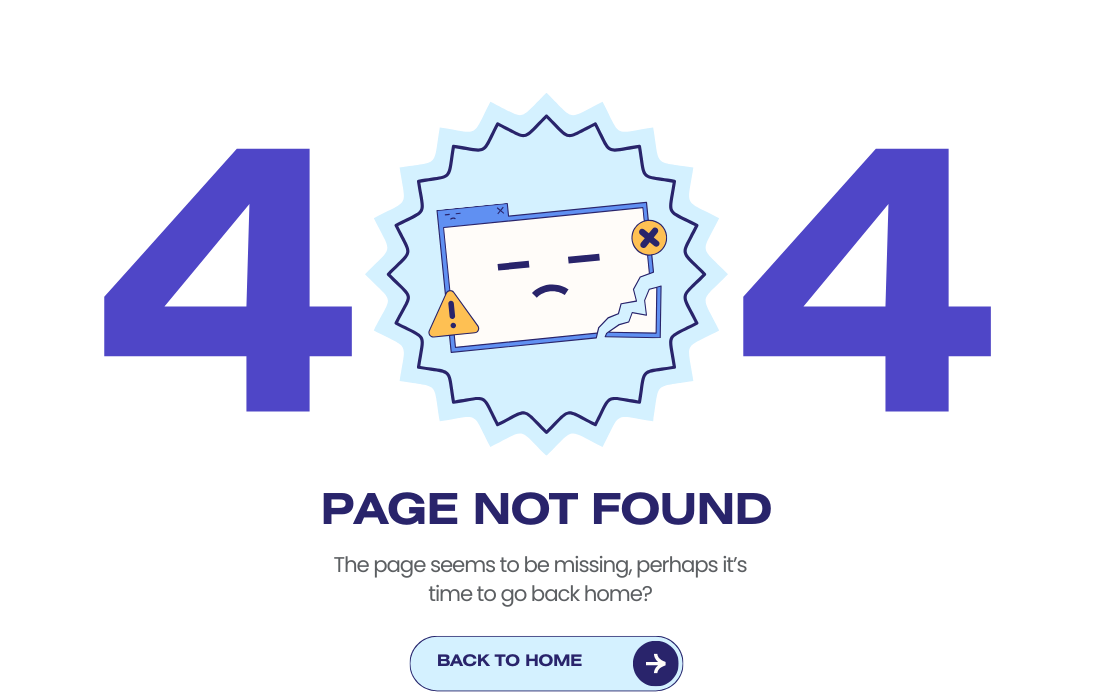 4 4
PAGE NOT FOUND
The page seems to be missing, perhaps it’s
time to go back home?
BACK TO HOME